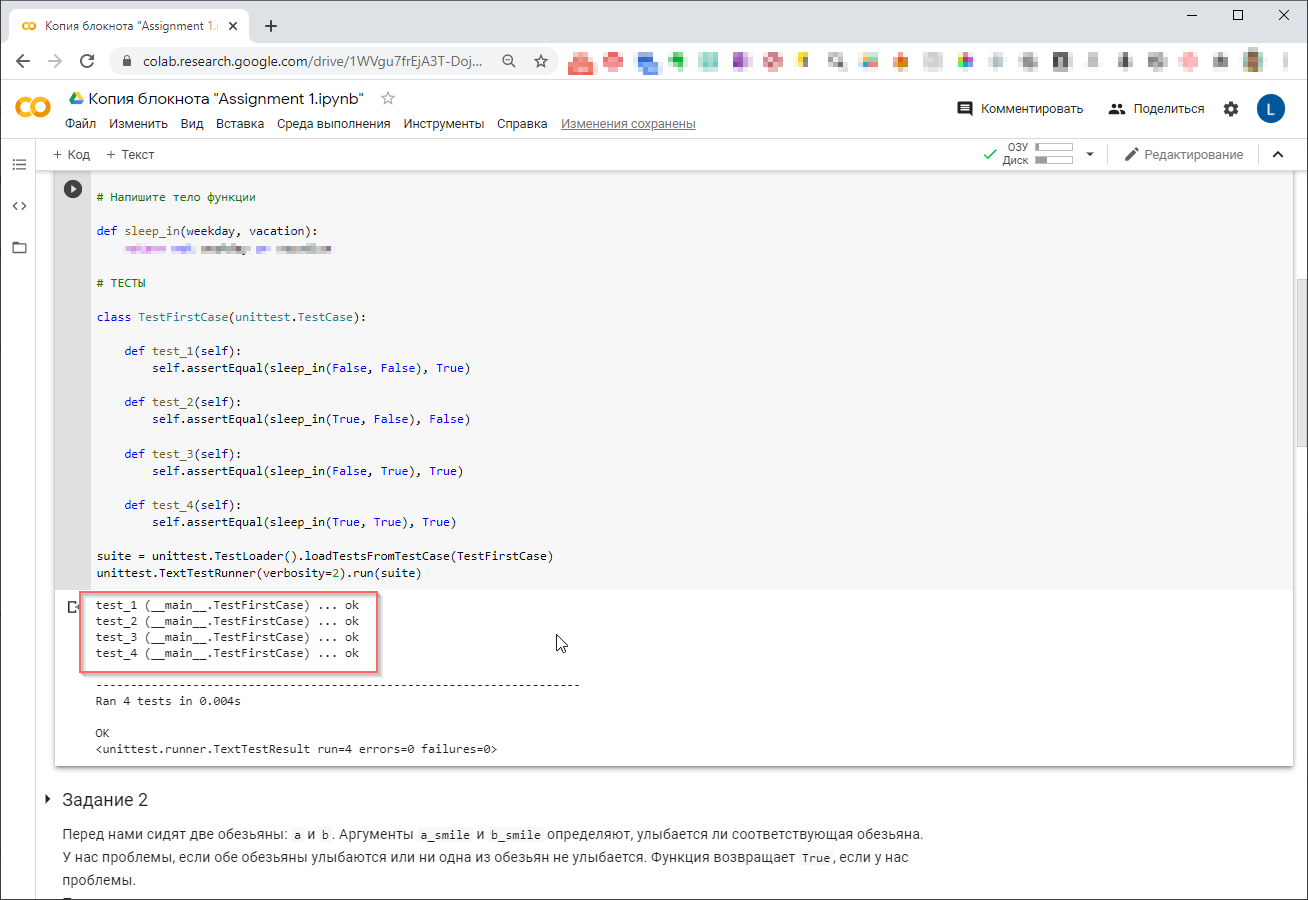 Копия блокнота "Assignment 1.i
colab.research.google.com/drive/1WVgu7frEjA3T-Doj...
Копия блокнота "Assignment 1.ipynb"
Файл Изменить Вид Вставка Среда выполнения Инструменты Справка Изменения сохранены
Комментировать Поделиться L
+ Код + Текст
ОЗУ
Диск
Редактирование
# Напишите тело функции
def sleep_in(weekday, vacation):
# ТЕСТЫ
class TestFirstCase(unittest.TestCase):
def test_1(self):
self.assertEqual(sleep_in(False, False), True)
def test_2(self):
self.assertEqual(sleep_in(True, False), False)
def test_3(self):
self.assertEqual(sleep_in(False, True), True)
def test_4(self):
self.assertEqual(sleep_in(True, True), True)
suite = unittest.TestLoader().loadTestsFromTestCase(TestFirstCase)
unittest.TextTestRunner(verbosity=2).run(suite)
test_1 (__main__.TestFirstCase) ... ok
test_2 (__main__.TestFirstCase) ... ok
test_3 (__main__.TestFirstCase) ... ok
test_4 (__main__.TestFirstCase) ... ok
----------------------------------------------------------------------
Ran 4 tests in 0.004s
OK
<unittest.runner.TextTestResult run=4 errors=0 failures=0>
Задание 2
Перед нами сидят две обезьяны: a и b. Аргументы a_smile и b_smile определяют, улыбается ли соответствующая обезьяна.
У нас проблемы, если обе обезьяны улыбаются или ни одна из обезьян не улыбается. Функция возвращает True, если у нас
проблемы.